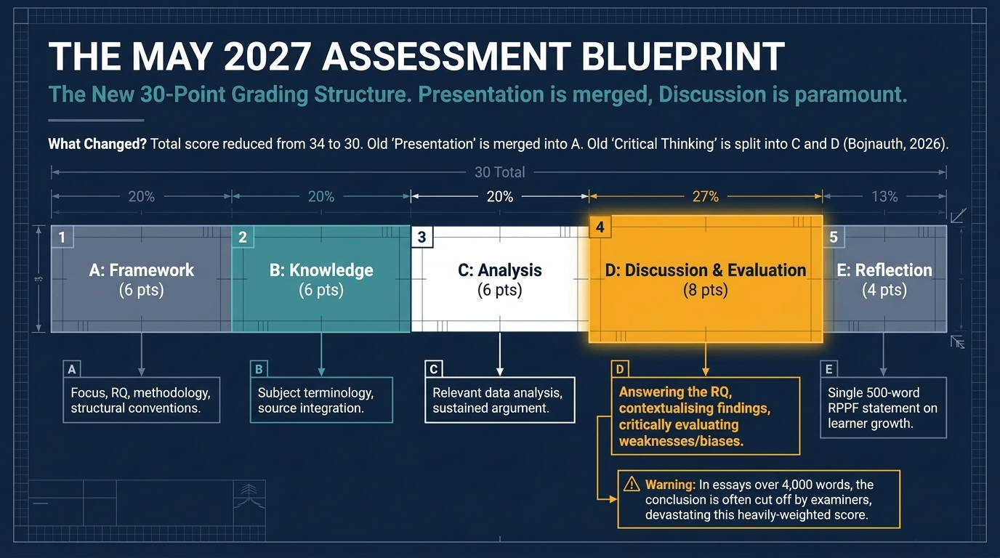 THE MAY 2027 ASSESSMENT BLUEPRINT
The New 30-Point Grading Structure. Presentation is merged, Discussion is paramount.
What Changed? Total score reduced from 34 to 30. Old ‘Presentation’ is merged into A. Old ‘Critical Thinking’ is split into C and D (Bojnauth, 2026).
30 Total
20%
20%
20%
27%
13%
1
A: Framework
(6 pts)
2
B: Knowledge
(6 pts)
3
C: Analysis
(6 pts)
4
D: Discussion & Evaluation
(8 pts)
5
E: Reflection
(4 pts)
A
Focus, RQ, methodology,
structural conventions.
B
Subject terminology,
source integration.
C
Relevant data analysis,
sustained argument.
D
Answering the RQ,
contextualising findings,
critically evaluating
weaknesses/biases.
E
Single 500-word
RPPF statement on
learner growth.
Warning: In essays over 4,000 words, the
conclusion is often cut off by examiners,
devastating this heavily-weighted score.